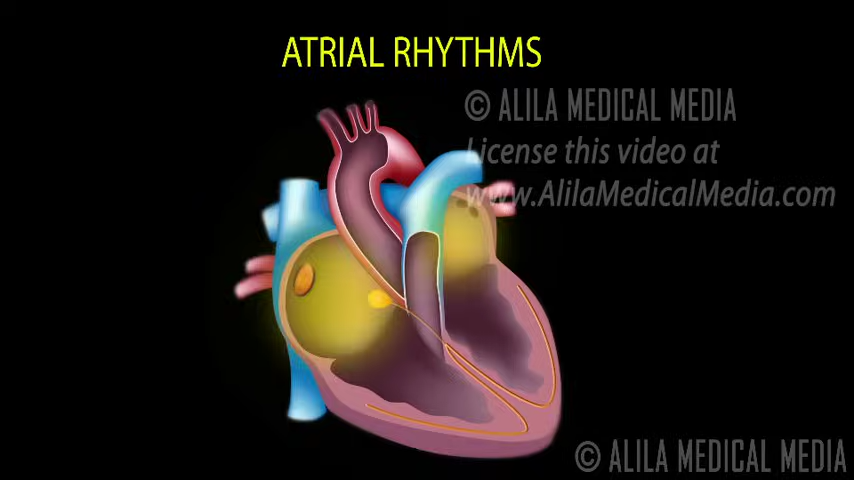 ATRIAL RHYTHMS
© ALILA MEDICAL MEDIA
License this video at
www.AlilaMedicalMedia.com
© ALILA MEDICAL MEDIA